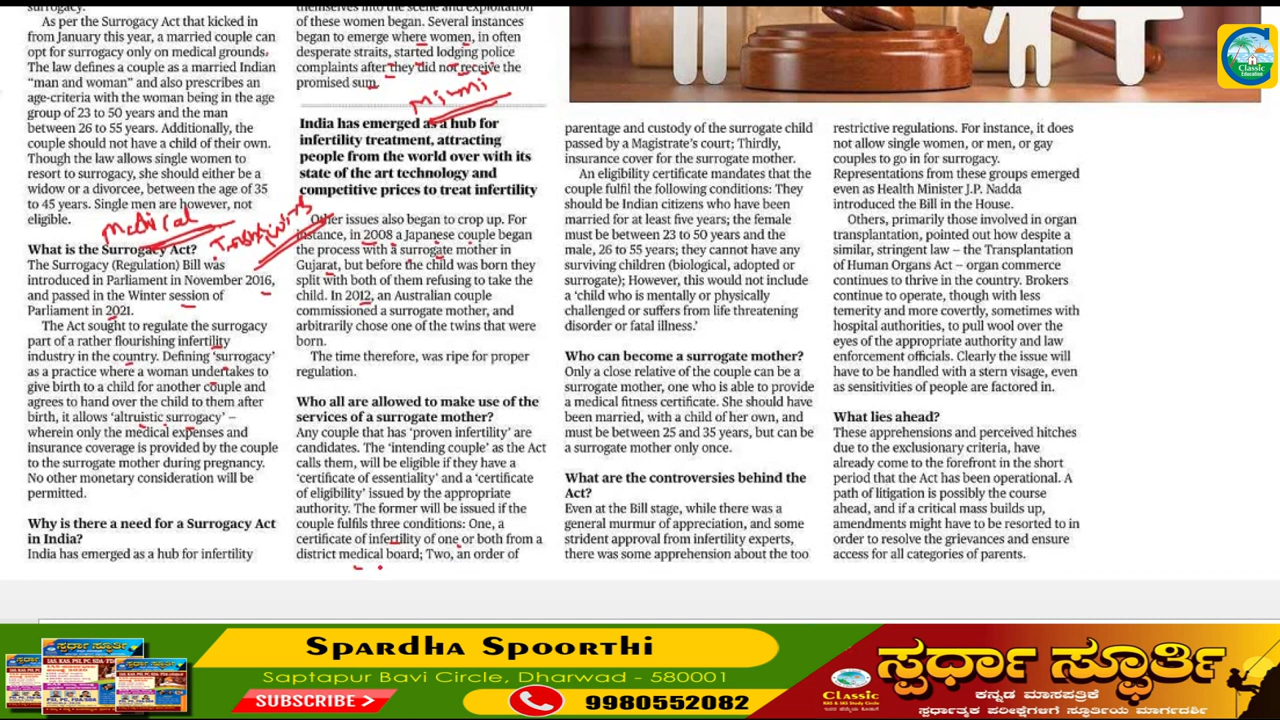 surrogacy.
As per the Surrogacy Act that kicked in
from January this year, a married couple can
opt for surrogacy only on medical grounds.
The law defines a couple as a married Indian
“man and woman” and also prescribes an
age-criteria with the woman being in the age
group of 23 to 50 years and the man
between 26 to 55 years. Additionally, the
couple should not have a child of their own.
Though the law allows single women to
resort to surrogacy, she should either be a
widow or a divorcee, between the age of 35
to 45 years. Single men are however, not
eligible.
Medical
What is the Surrogacy Act?
The Surrogacy (Regulation) Bill was
introduced in Parliament in November 2016,
and passed in the Winter session of
Parliament in 2021.
The Act sought to regulate the surrogacy
part of a rather flourishing infertility
industry in the country. Defining ‘surrogacy’
as a practice where a woman undertakes to
give birth to a child for another couple and
agrees to hand over the child to them after
birth, it allows ‘altruistic surrogacy’ –
wherein only the medical expenses and
insurance coverage is provided by the couple
to the surrogate mother during pregnancy.
No other monetary consideration will be
permitted.
Why is there a need for a Surrogacy Act
in India?
India has emerged as a hub for infertility
themselves into the scene and exploitation
of these women began. Several instances
began to emerge where women, in often
desperate straits, started lodging police
complaints after they did not receive the
promised sum.
India has emerged as a hub for
infertility treatment, attracting
people from the world over with its
state of the art technology and
competitive prices to treat infertility
Other issues also began to crop up. For
instance, in 2008 a Japanese couple began
the process with a surrogate mother in
Gujarat, but before the child was born they
split with both of them refusing to take the
child. In 2012, an Australian couple
commissioned a surrogate mother, and
arbitrarily chose one of the twins that were
born.
The time therefore, was ripe for proper
regulation.
Who all are allowed to make use of the
services of a surrogate mother?
Any couple that has ‘proven infertility’ are
candidates. The ‘intending couple’ as the Act
calls them, will be eligible if they have a
‘certificate of essentiality’ and a ‘certificate
of eligibility’ issued by the appropriate
authority. The former will be issued if the
couple fulfils three conditions: One, a
certificate of infertility of one or both from a
district medical board; Two, an order of
parentage and custody of the surrogate child
passed by a Magistrate’s court; Thirdly,
insurance cover for the surrogate mother.
An eligibility certificate mandates that the
couple fulfil the following conditions: They
should be Indian citizens who have been
married for at least five years; the female
must be between 23 to 50 years and the
male, 26 to 55 years; they cannot have any
surviving children (biological, adopted or
surrogate); However, this would not include
a ‘child who is mentally or physically
challenged or suffers from life threatening
disorder or fatal illness.’
Who can become a surrogate mother?
Only a close relative of the couple can be a
surrogate mother, one who is able to provide
a medical fitness certificate. She should have
been married, with a child of her own, and
must be between 25 and 35 years, but can be
a surrogate mother only once.
What are the controversies behind the
Act?
Even at the Bill stage, while there was a
general murmur of appreciation, and some
strident approval from infertility experts,
there was some apprehension about the too
restrictive regulations. For instance, it does
not allow single women, or men, or gay
couples to go in for surrogacy.
Representations from these groups emerged
even as Health Minister J.P. Nadda
introduced the Bill in the House.
Others, primarily those involved in organ
transplantation, pointed out how despite a
similar, stringent law – the Transplantation
of Human Organs Act – organ commerce
continues to thrive in the country. Brokers
continue to operate, though with less
temerity and more covertly, sometimes with
hospital authorities, to pull wool over the
eyes of the appropriate authority and law
enforcement officials. Clearly the issue will
have to be handled with a stern visage, even
as sensitivities of people are factored in.
What lies ahead?
These apprehensions and perceived hitches
due to the exclusionary criteria, have
already come to the forefront in the short
period that the Act has been operational. A
path of litigation is possibly the course
ahead, and if a critical mass builds up,
amendments might have to be resorted to in
order to resolve the grievances and ensure
access for all categories of parents.
Classic
Education
Spardha Spoorthi
Saptapur Bavi Circle, Dharwad - 580001
SUBSCRIBE >
9980552082
Classic
ಸ್ಪರ್ಧಾ ಸ್ಫೂರ್ತಿ
ಕನ್ನಡ ಮಾಸಪತ್ರಿಕೆ
ಸ್ಪರ್ಧಾತ್ಮಕ ಪರೀಕ್ಷೆಗಳಿಗೆ ಸ್ಫೂರ್ತಿಯ ಮಾರ್ಗದರ್ಶಿ